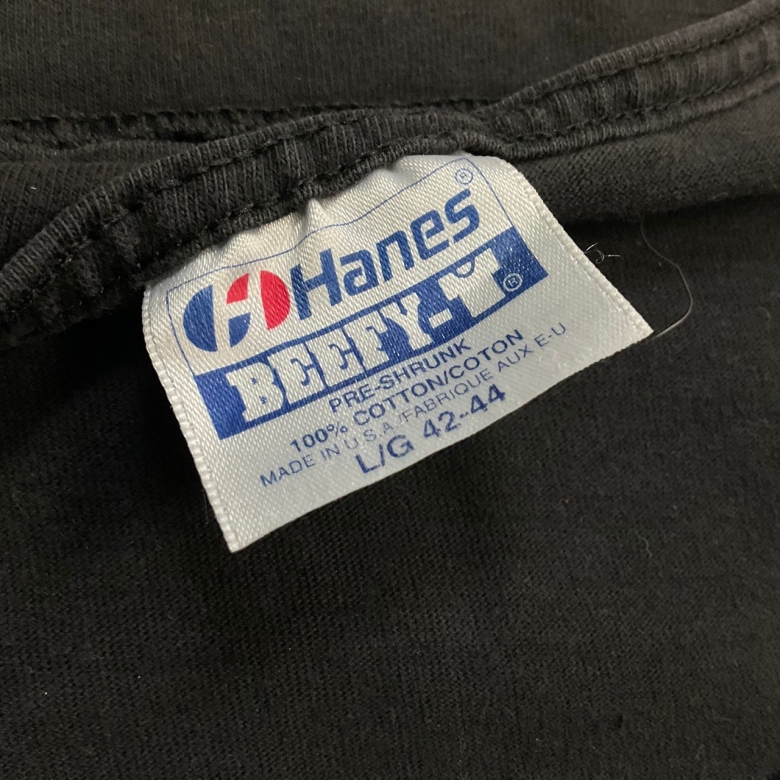 Hanes®
BEEFY-T®
PRE-SHRUNK
100% COTTON/COTON
MADE IN U.S.A./FABRIQUE AUX E-U
L/G 42-44